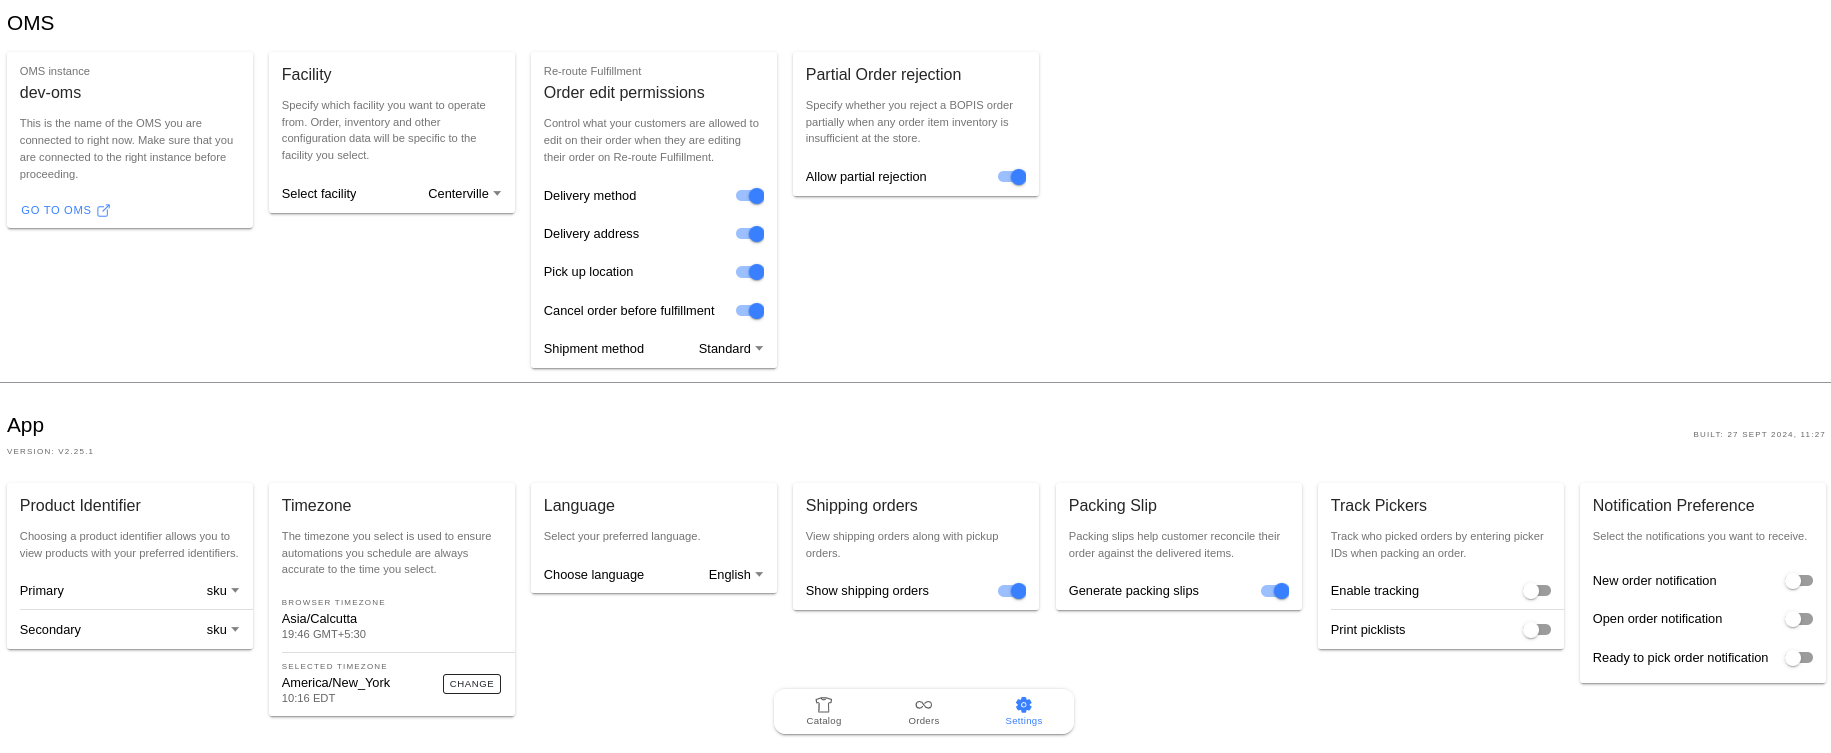 OMS
OMS instance
dev-oms
This is the name of the OMS you are
connected to right now. Make sure that you
are connected to the right instance before
proceeding.
GO TO OMS
Facility
Specify which facility you want to operate
from. Order, inventory and other
configuration data will be specific to the
facility you select.
Select facility Centerville
Re-route Fulfillment
Order edit permissions
Control what your customers are allowed to
edit on their order when they are editing
their order on Re-route Fulfillment.
Delivery method
Delivery address
Pick up location
Cancel order before fulfillment
Shipment method Standard
Partial Order rejection
Specify whether you reject a BOPIS order
partially when any order item inventory is
insufficient at the store.
Allow partial rejection
App
VERSION: V2.25.1
BUILT: 27 SEPT 2024, 11:27
Product Identifier
Choosing a product identifier allows you to
view products with your preferred identifiers.
Primary sku
Secondary sku
Timezone
The timezone you select is used to ensure
automations you schedule are always
accurate to the time you select.
BROWSER TIMEZONE
Asia/Calcutta
19:46 GMT+5:30
SELECTED TIMEZONE
America/New_York
10:16 EDT
CHANGE
Language
Select your preferred language.
Choose language English
Shipping orders
View shipping orders along with pickup
orders.
Show shipping orders
Packing Slip
Packing slips help customer reconcile their
order against the delivered items.
Generate packing slips
Track Pickers
Track who picked orders by entering picker
IDs when packing an order.
Enable tracking
Print picklists
Notification Preference
Select the notifications you want to receive.
New order notification
Open order notification
Ready to pick order notification
Catalog Orders Settings